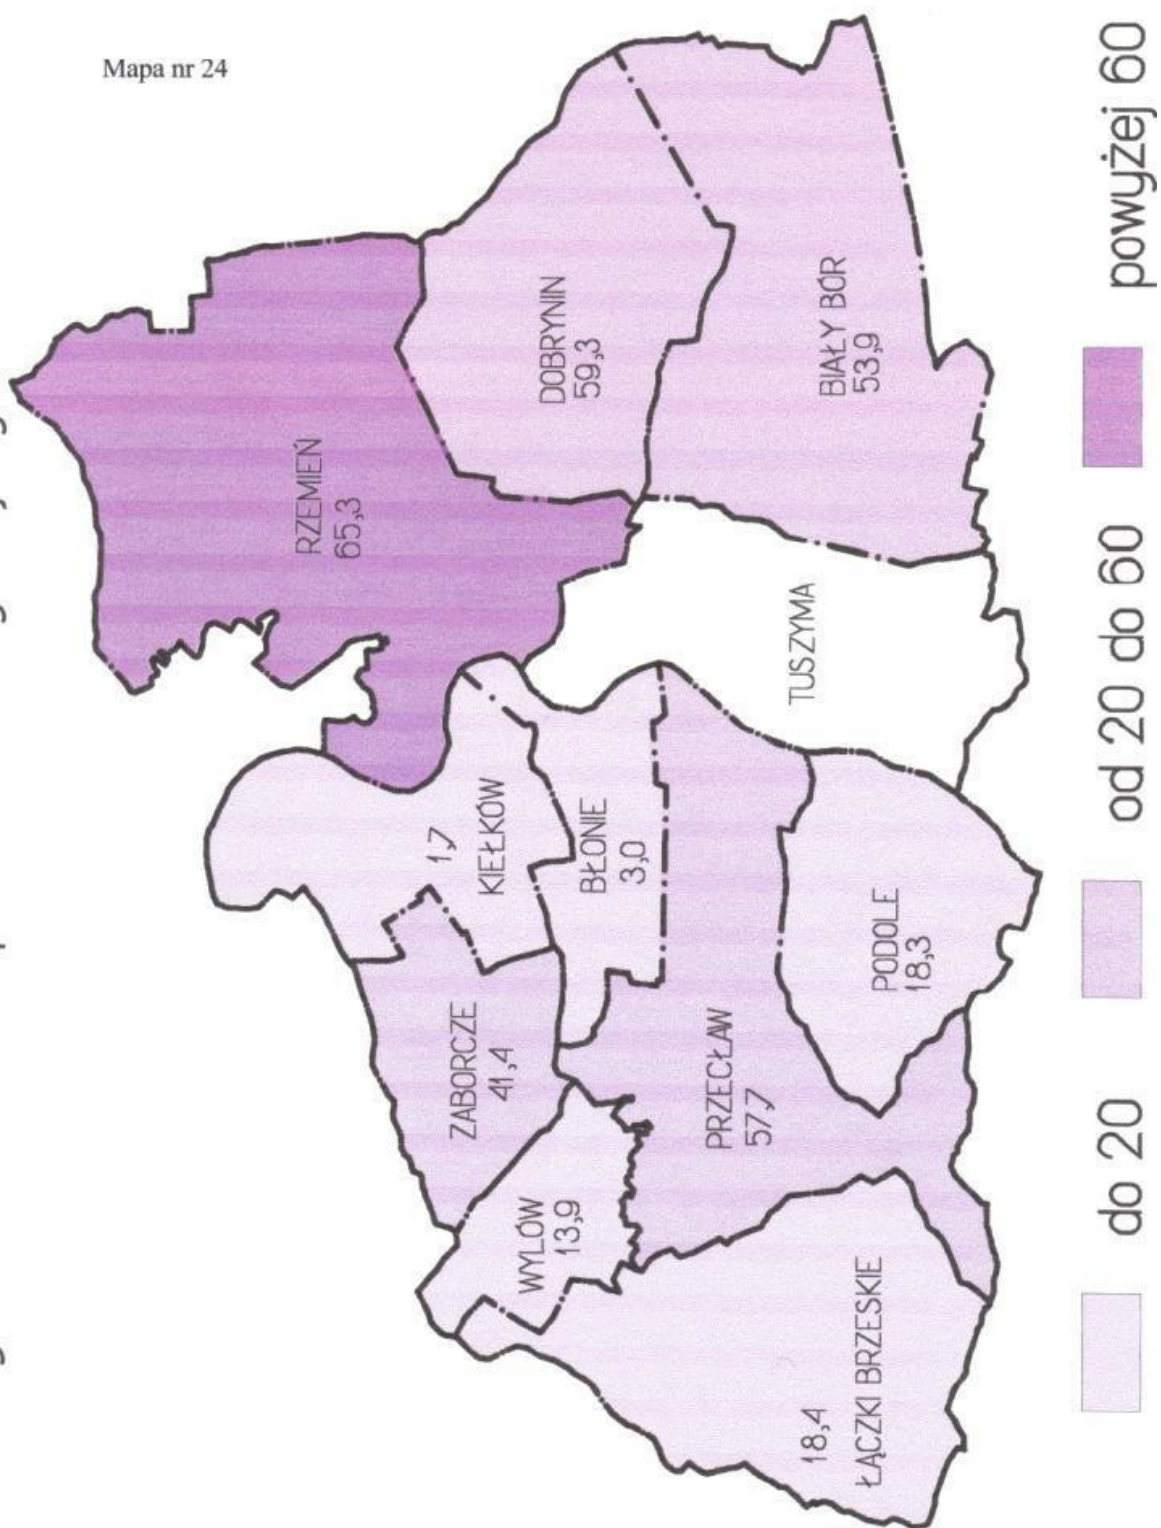 Mapa nr 24
RZEMIEŃ
65,3
DOBRYNIN
59,3
BIAŁY BÓR
53,9
TUSZYMA
1,7
KIEŁKÓW
BŁONIE
3,0
ZABORCZE
41,4
WYLÓW
13,9
PRZECŁAW
57,7
PODOLE
18,3
18,4
ŁĄCZKI BRZESKIE
do 20
od 20 do 60
powyżej 60